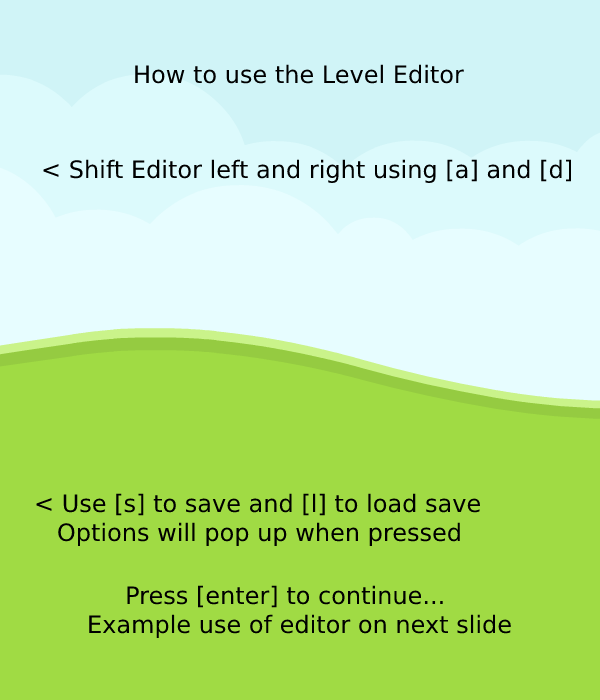 How to use the Level Editor
< Shift Editor left and right using [a] and [d]
< Use [s] to save and [l] to load save
Options will pop up when pressed
Press [enter] to continue...
Example use of editor on next slide